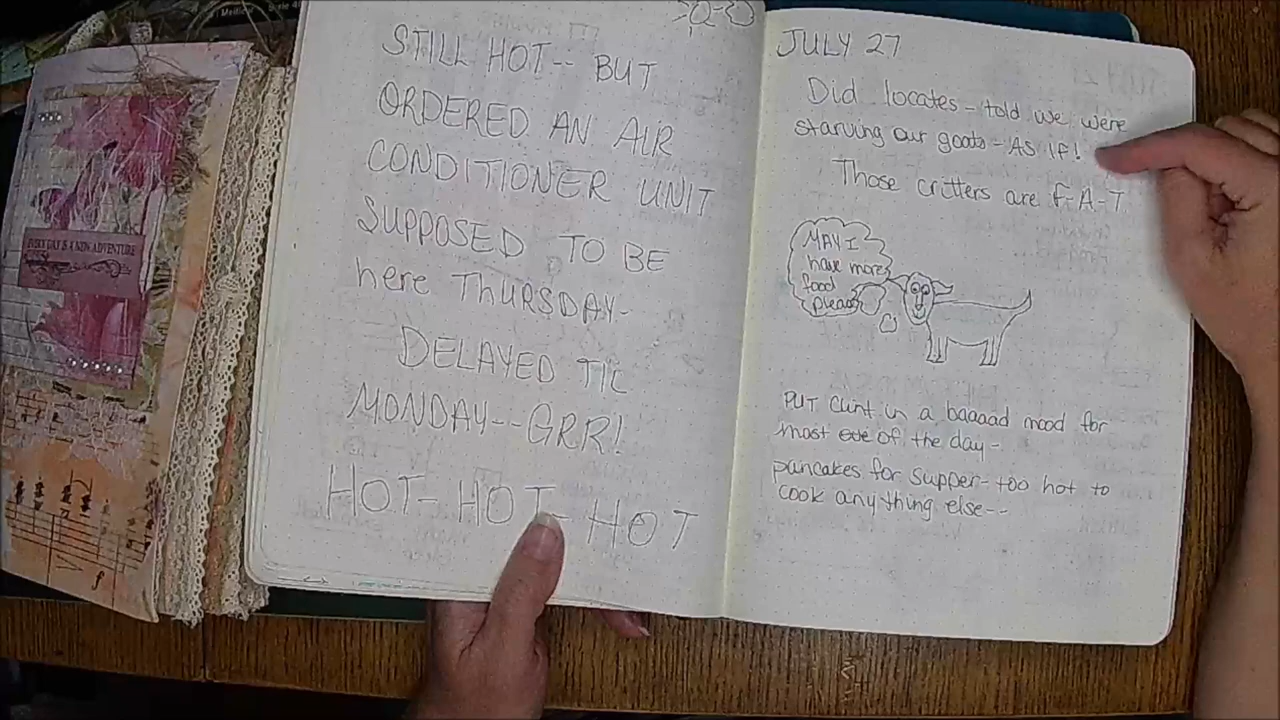 STILL HOT-- BUT
ORDERED AN AIR
CONDITIONER UNIT
SUPPOSED TO BE
here THURSDAY-
DELAYED TIL
MONDAY--GRR!
HOT-HOT-HOT
JULY 27
Did locates - told we were
starving our goats - As if!
Those critters are F-A-T
MAY I
have more
food
please
PUT Clint in a baaaad mood for
most of the day-
pancakes for supper- too hot to
cook anything else--
EVERY DAY IS A NEW ADVENTURE